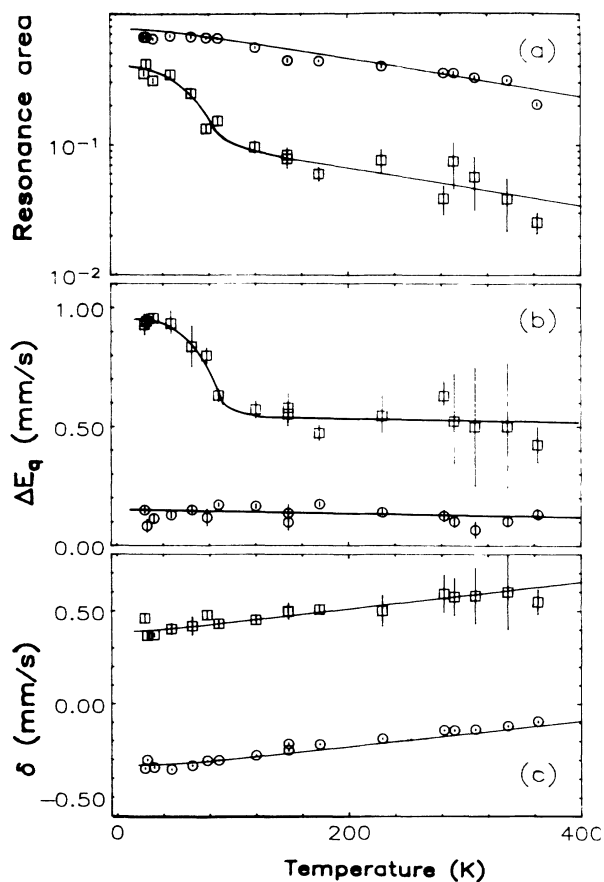 Resonance area
(a)
10⁻¹
10⁻²
ΔE_q (mm/s)
1.00
(b)
0.50
0.00
δ (mm/s)
0.50
0.00
−0.50
(c)
0
200
400
Temperature (K)